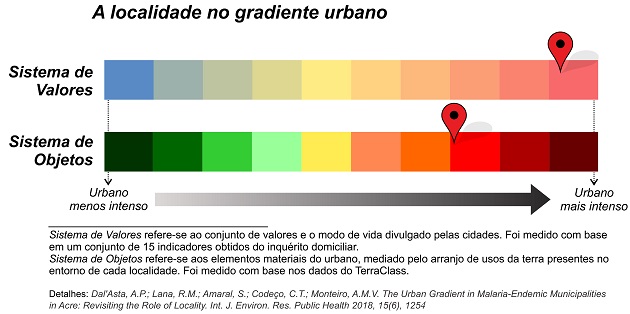 A localidade no gradiente urbano
Sistema de
Valores
Sistema de
Objetos
Urbano
menos intenso
Urbano
mais intenso
Sistema de Valores refere-se ao conjunto de valores e o modo de vida divulgado pelas cidades. Foi medido com base
em um conjunto de 15 indicadores obtidos do inquérito domiciliar.
Sistema de Objetos refere-se aos elementos materiais do urbano, mediado pelo arranjo de usos da terra presentes no
entorno de cada localidade. Foi medido com base nos dados do TerraClass.
Detalhes: Dal'Asta, A.P.; Lana, R.M.; Amaral, S.; Codeço, C.T.; Monteiro, A.M.V. The Urban Gradient in Malaria-Endemic Municipalities
in Acre: Revisiting the Role of Locality. Int. J. Environ. Res. Public Health 2018, 15(6), 1254